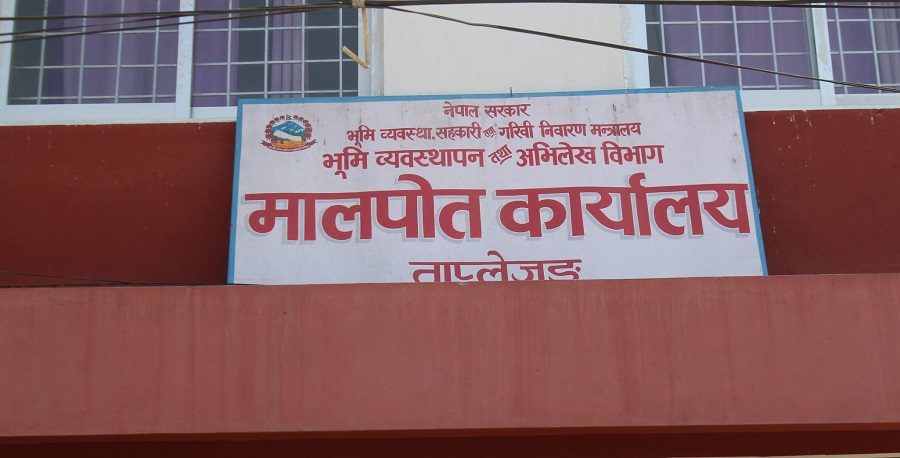 नेपाल सरकार
भूमि व्यवस्था, सहकारी तथा गरिवी निवारण मन्त्रालय
भूमि व्यवस्थापन तथा अभिलेख विभाग
मालपोत कार्यालय
ताप्लेजुङ